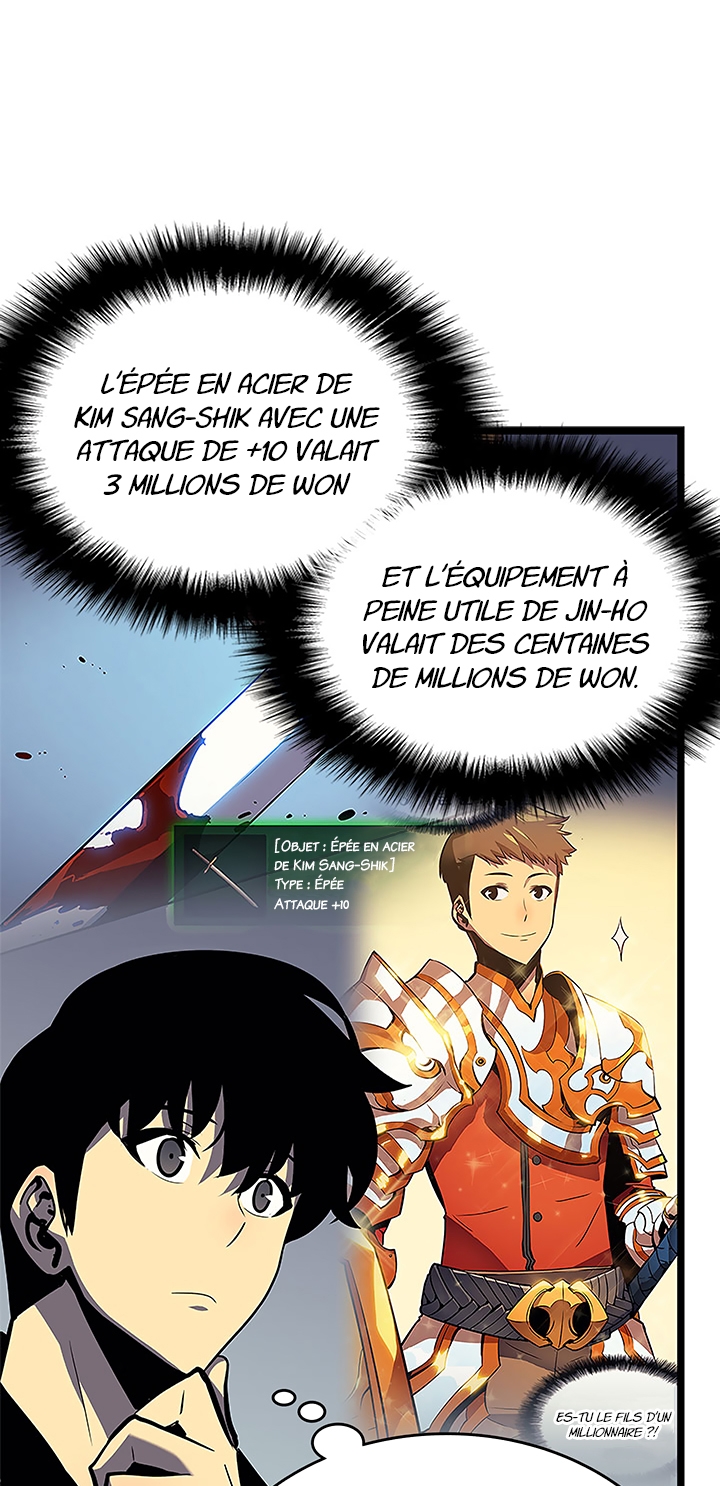 L'ÉPÉE EN ACIER DE
KIM SANG-SHIK AVEC UNE
ATTAQUE DE +10 VALAIT
3 MILLIONS DE WON
ET L'ÉQUIPEMENT À
PEINE UTILE DE JIN-HO
VALAIT DES CENTAINES
DE MILLIONS DE WON.
[OBJET : ÉPÉE EN ACIER
DE KIM SANG-SHIK]
TYPE : ÉPÉE
ATTAQUE +10
ES-TU LE FILS D'UN
MILLIONNAIRE ?!